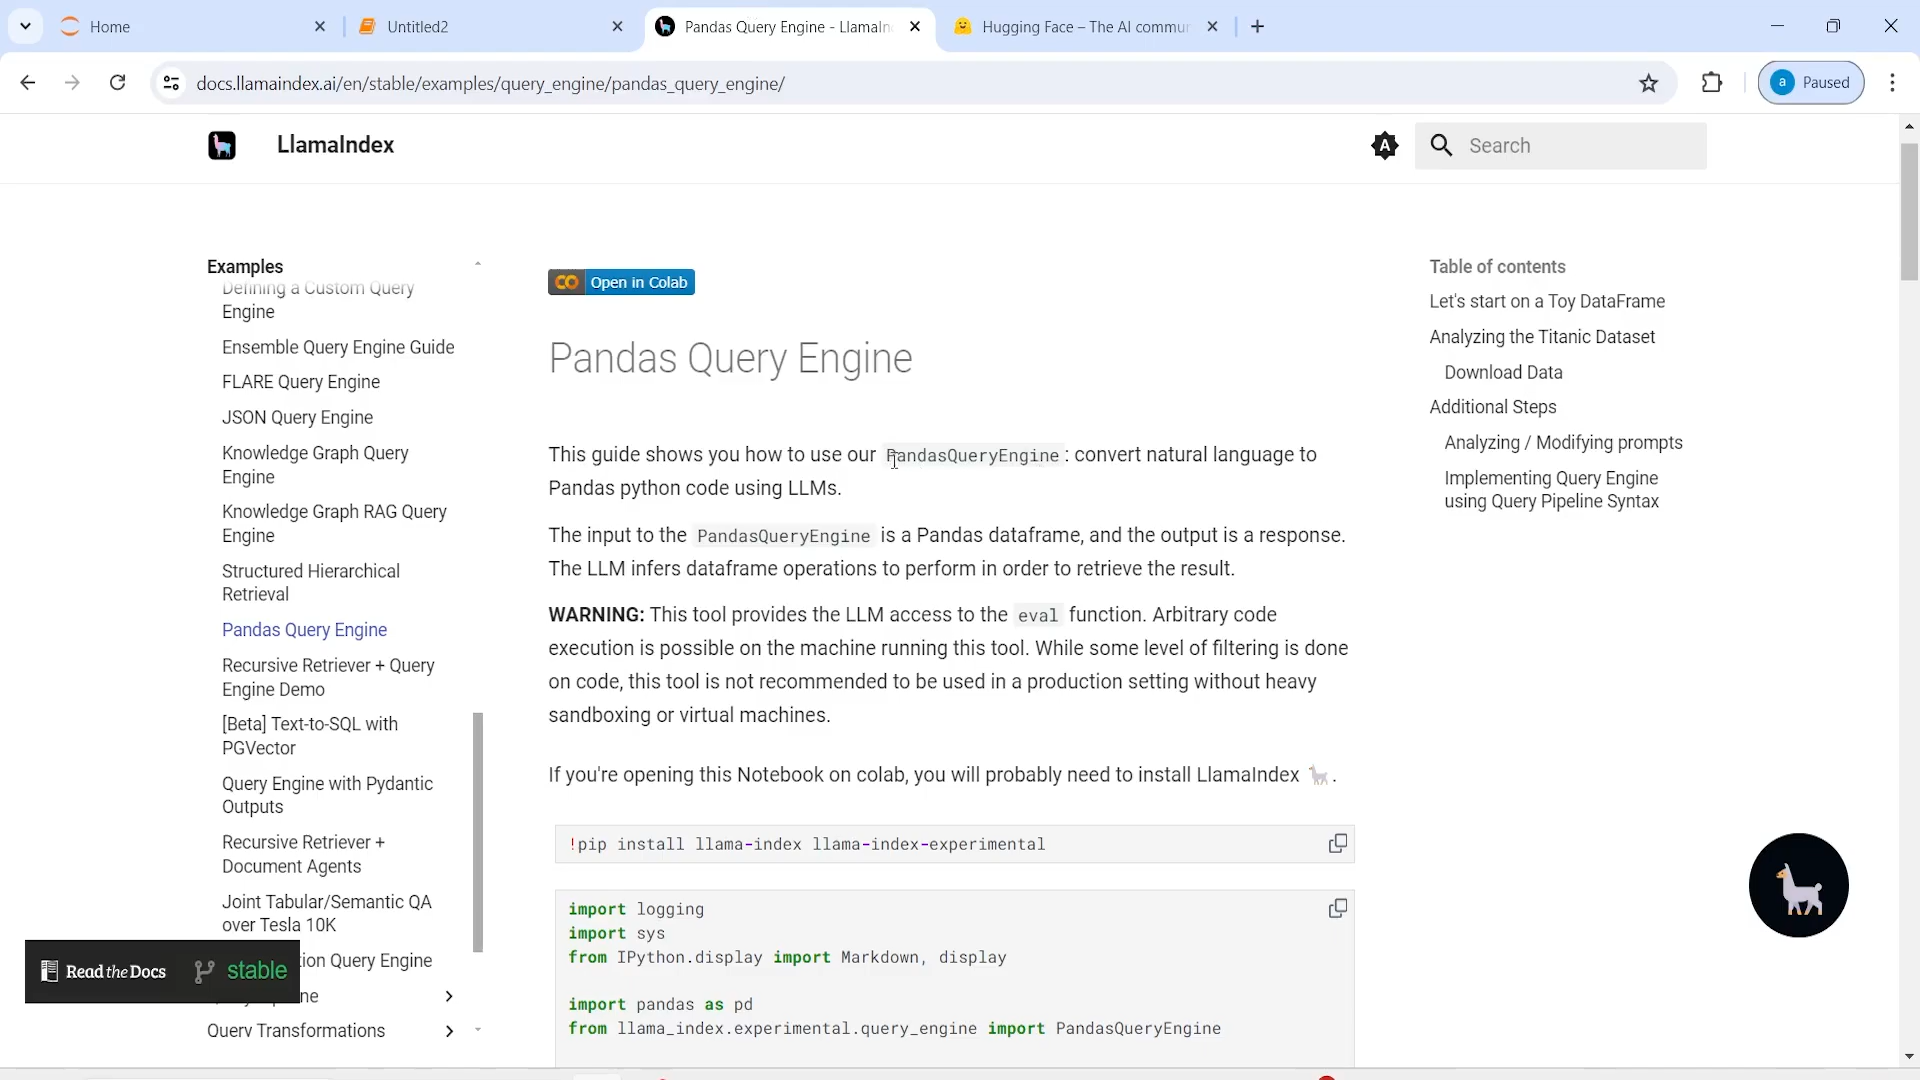 Home
Untitled2
Pandas Query Engine - LlamaIn
Hugging Face – The AI commun
docs.llamaindex.ai/en/stable/examples/query_engine/pandas_query_engine/
a Paused
LlamaIndex
A
Search
Examples
Defining a Custom Query
Engine
Ensemble Query Engine Guide
FLARE Query Engine
JSON Query Engine
Knowledge Graph Query
Engine
Knowledge Graph RAG Query
Engine
Structured Hierarchical
Retrieval
Pandas Query Engine
Recursive Retriever + Query
Engine Demo
[Beta] Text-to-SQL with
PGVector
Query Engine with Pydantic
Outputs
Recursive Retriever +
Document Agents
Joint Tabular/Semantic QA
over Tesla 10K
ion Query Engine
ne
Query Transformations
Read the Docs
stable
Open in Colab
Pandas Query Engine
This guide shows you how to use our PandasQueryEngine: convert natural language to
Pandas python code using LLMs.
The input to the PandasQueryEngine is a Pandas dataframe, and the output is a response.
The LLM infers dataframe operations to perform in order to retrieve the result.
WARNING: This tool provides the LLM access to the eval function. Arbitrary code
execution is possible on the machine running this tool. While some level of filtering is done
on code, this tool is not recommended to be used in a production setting without heavy
sandboxing or virtual machines.
If you're opening this Notebook on colab, you will probably need to install LlamaIndex 🦙.
!pip install llama-index llama-index-experimental
import logging
import sys
from IPython.display import Markdown, display
import pandas as pd
from llama_index.experimental.query_engine import PandasQueryEngine
Table of contents
Let's start on a Toy DataFrame
Analyzing the Titanic Dataset
Download Data
Additional Steps
Analyzing / Modifying prompts
Implementing Query Engine
using Query Pipeline Syntax